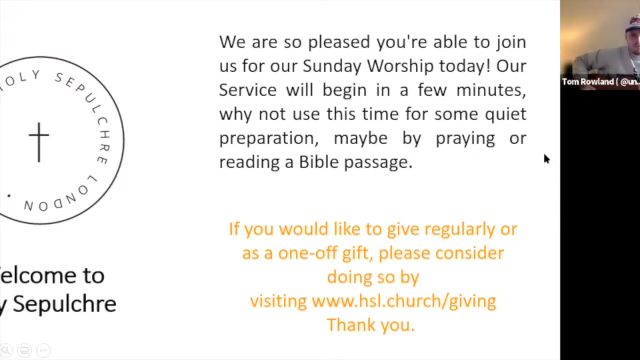 OLY SEPULCHRE LONDON •
elcome to
y Sepulchre
We are so pleased you're able to join
us for our Sunday Worship today! Our
Service will begin in a few minutes,
why not use this time for some quiet
preparation, maybe by praying or
reading a Bible passage.
If you would like to give regularly or
as a one-off gift, please consider
doing so by
visiting www.hsl.church/giving
Thank you.
Tom Rowland ( @un...